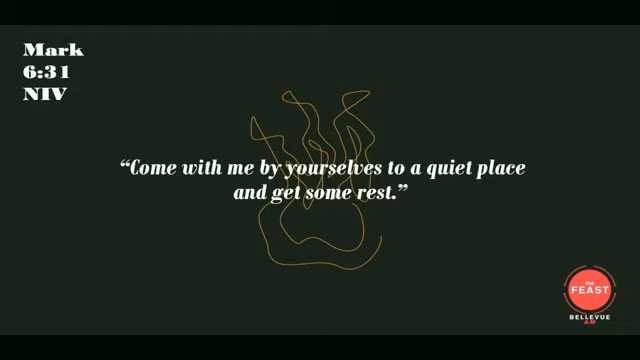 Mark
6:31
NIV
“Come with me by yourselves to a quiet place
and get some rest.”
the
FEAST
BELLEVUE
AM